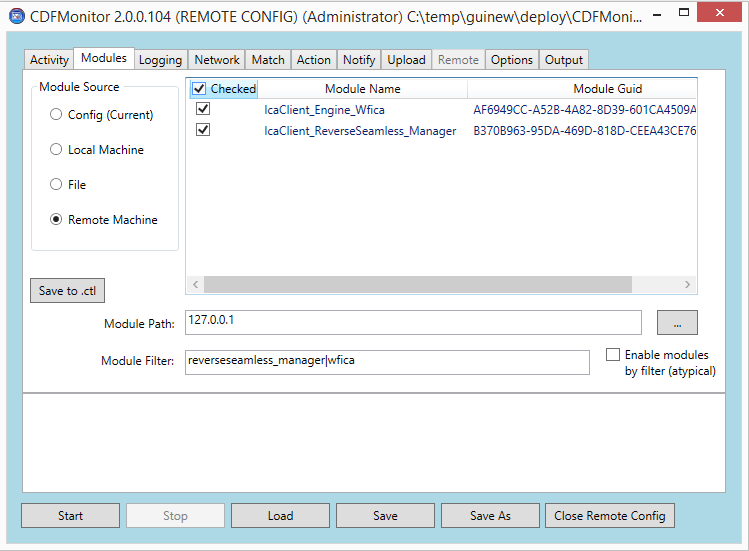 CDFMonitor 2.0.0.104 (REMOTE CONFIG) (Administrator) C:\temp\guinew\deploy\CDFMoni...
Activity Modules Logging Network Match Action Notify Upload Remote Options Output
Module Source
Config (Current)
Local Machine
File
Remote Machine
Checked Module Name Module Guid
IcaClient_Engine_Wfica AF6949CC-A52B-4A82-8D39-601CA4509A
IcaClient_ReverseSeamless_Manager B370B963-95DA-469D-818D-CEEA43CE76
Save to .ctl
Module Path: 127.0.0.1 ...
Module Filter: reverseseamless_manager|wfica
Enable modules
by filter (atypical)
Start Stop Load Save Save As Close Remote Config